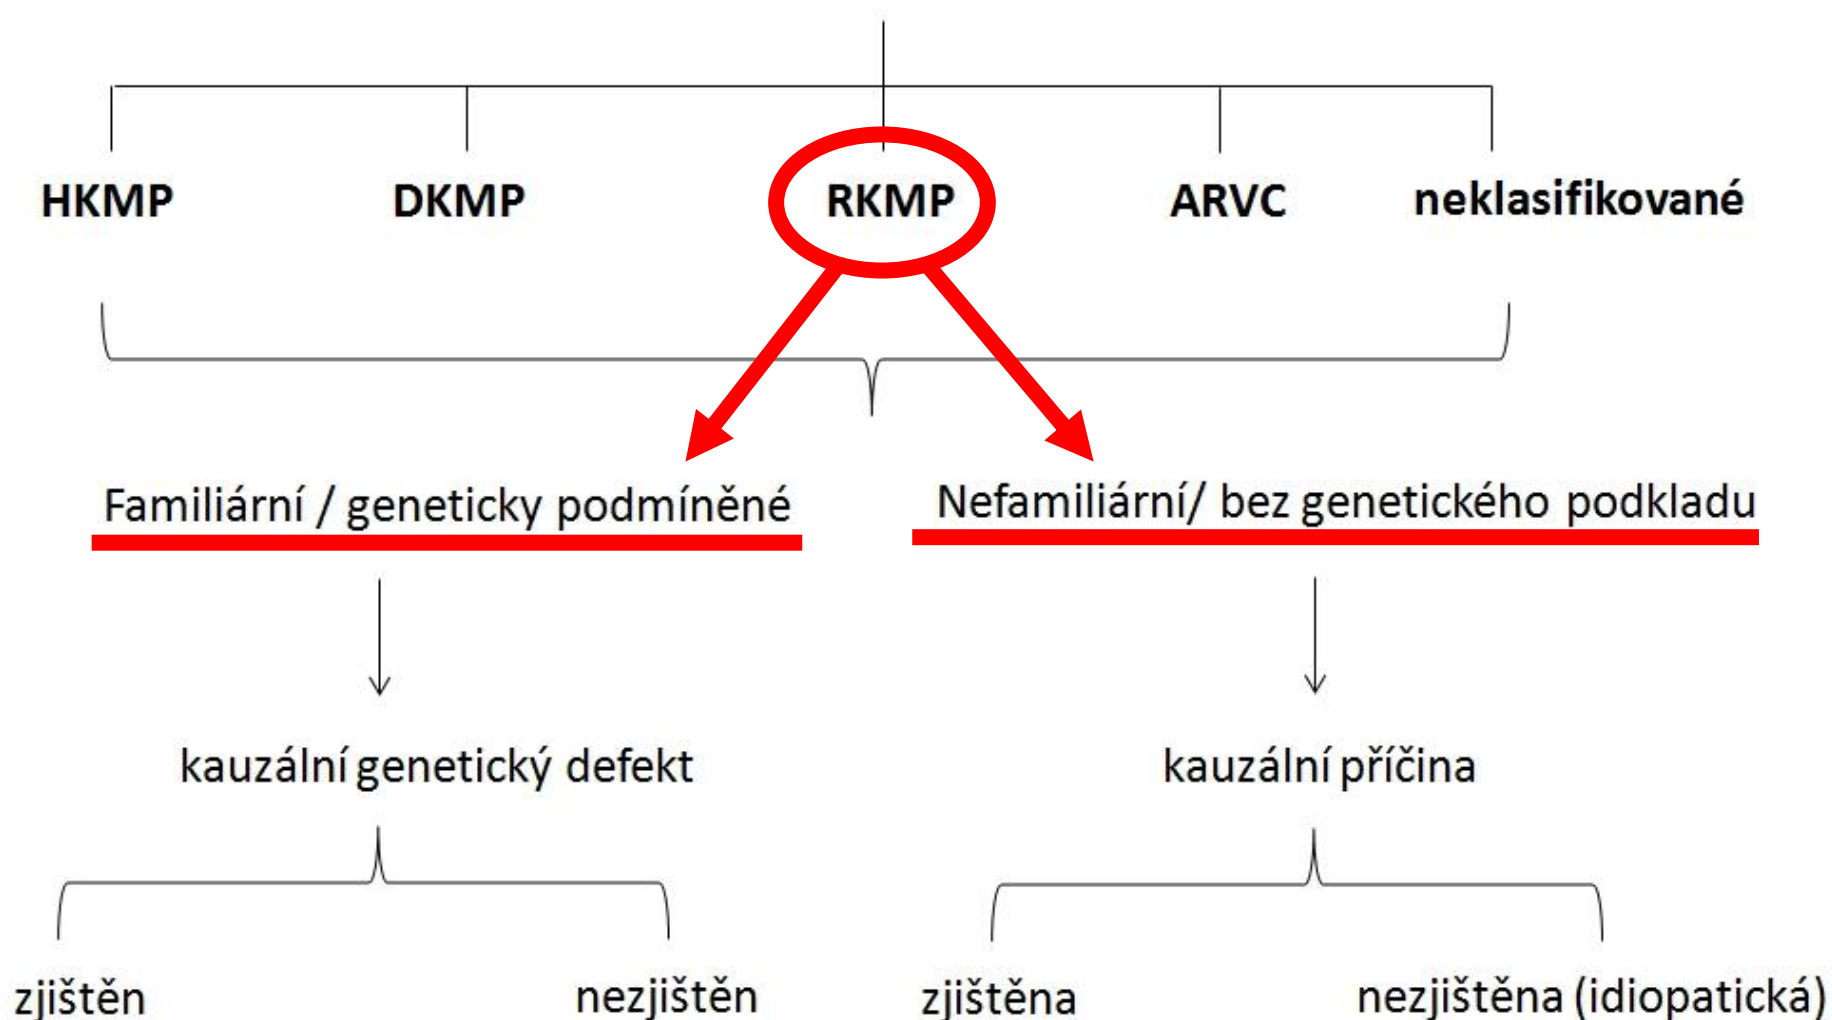 HKMP DKMP RKMP ARVC neklasifikované
Familiární / geneticky podmíněné Nefamiliární/ bez genetického podkladu
kauzální genetický defekt kauzální příčina
zjištěn nezjištěn zjištěna nezjištěna (idiopatická)